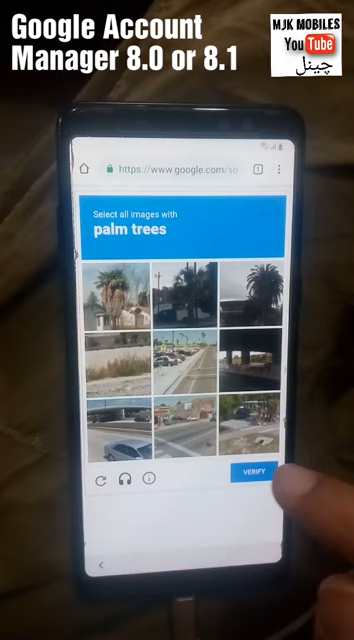 Google Account
Manager 8.0 or 8.1
MJK MOBILES
YouTube
چینل
https://www.google.com/so
Select all images with
palm trees
VERIFY